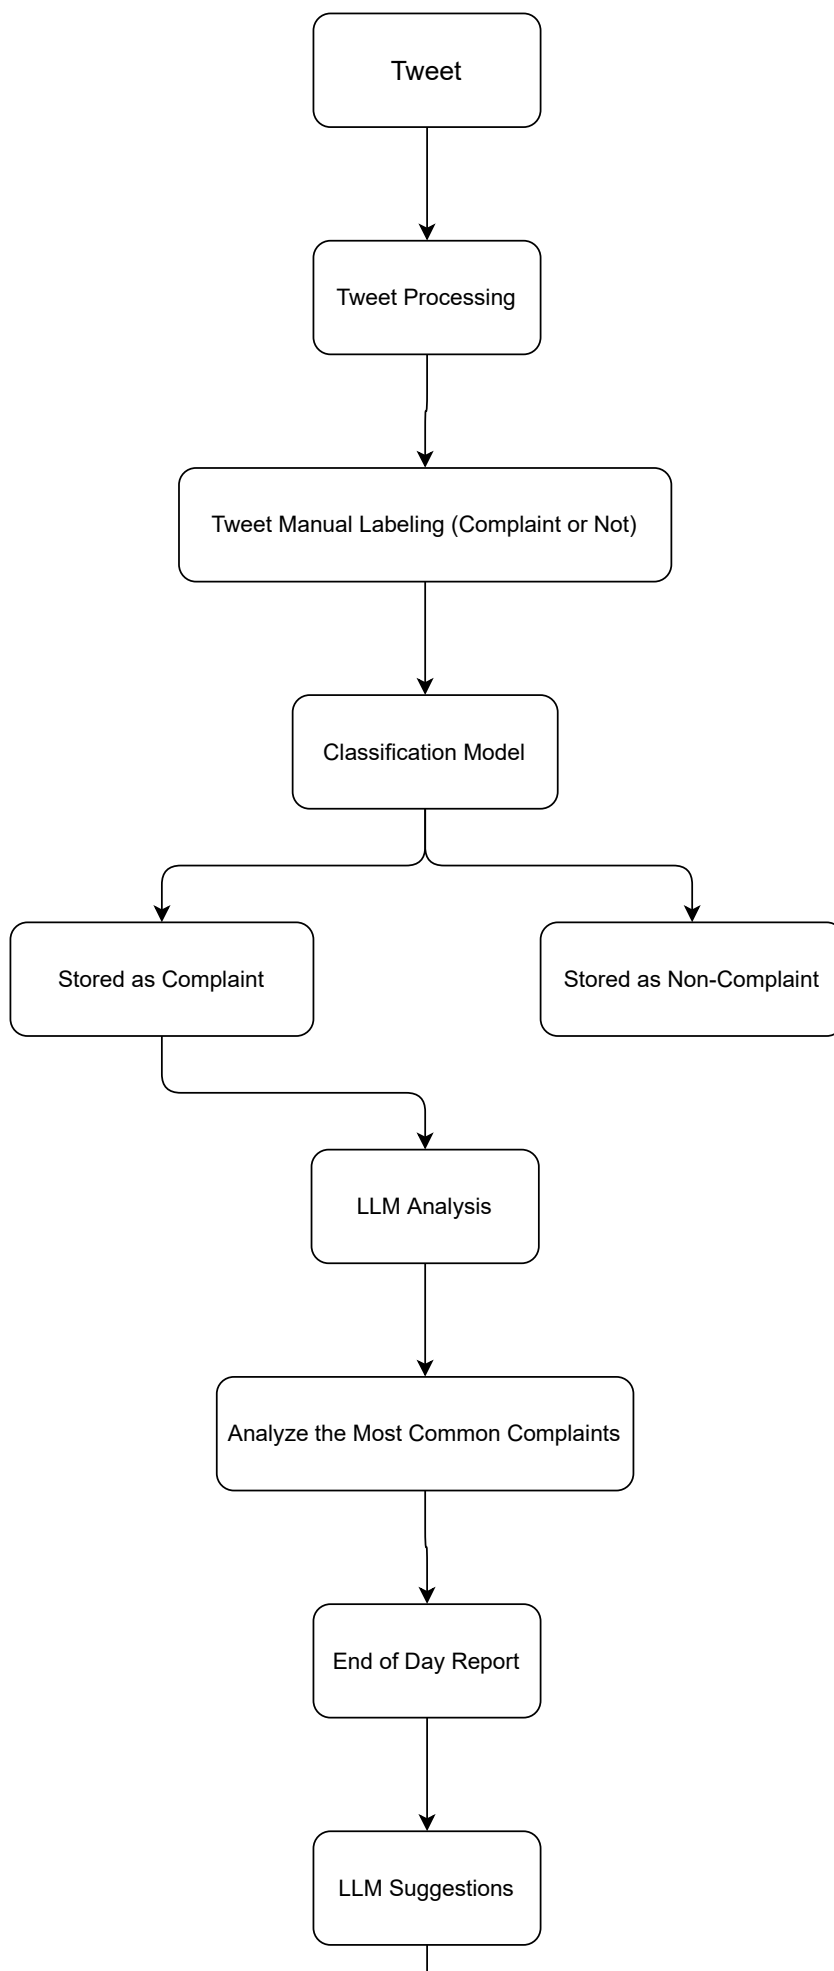 Tweet
Tweet Processing
Tweet Manual Labeling (Complaint or Not)
Classification Model
Stored as Complaint
Stored as Non-Complaint
LLM Analysis
Analyze the Most Common Complaints
End of Day Report
LLM Suggestions